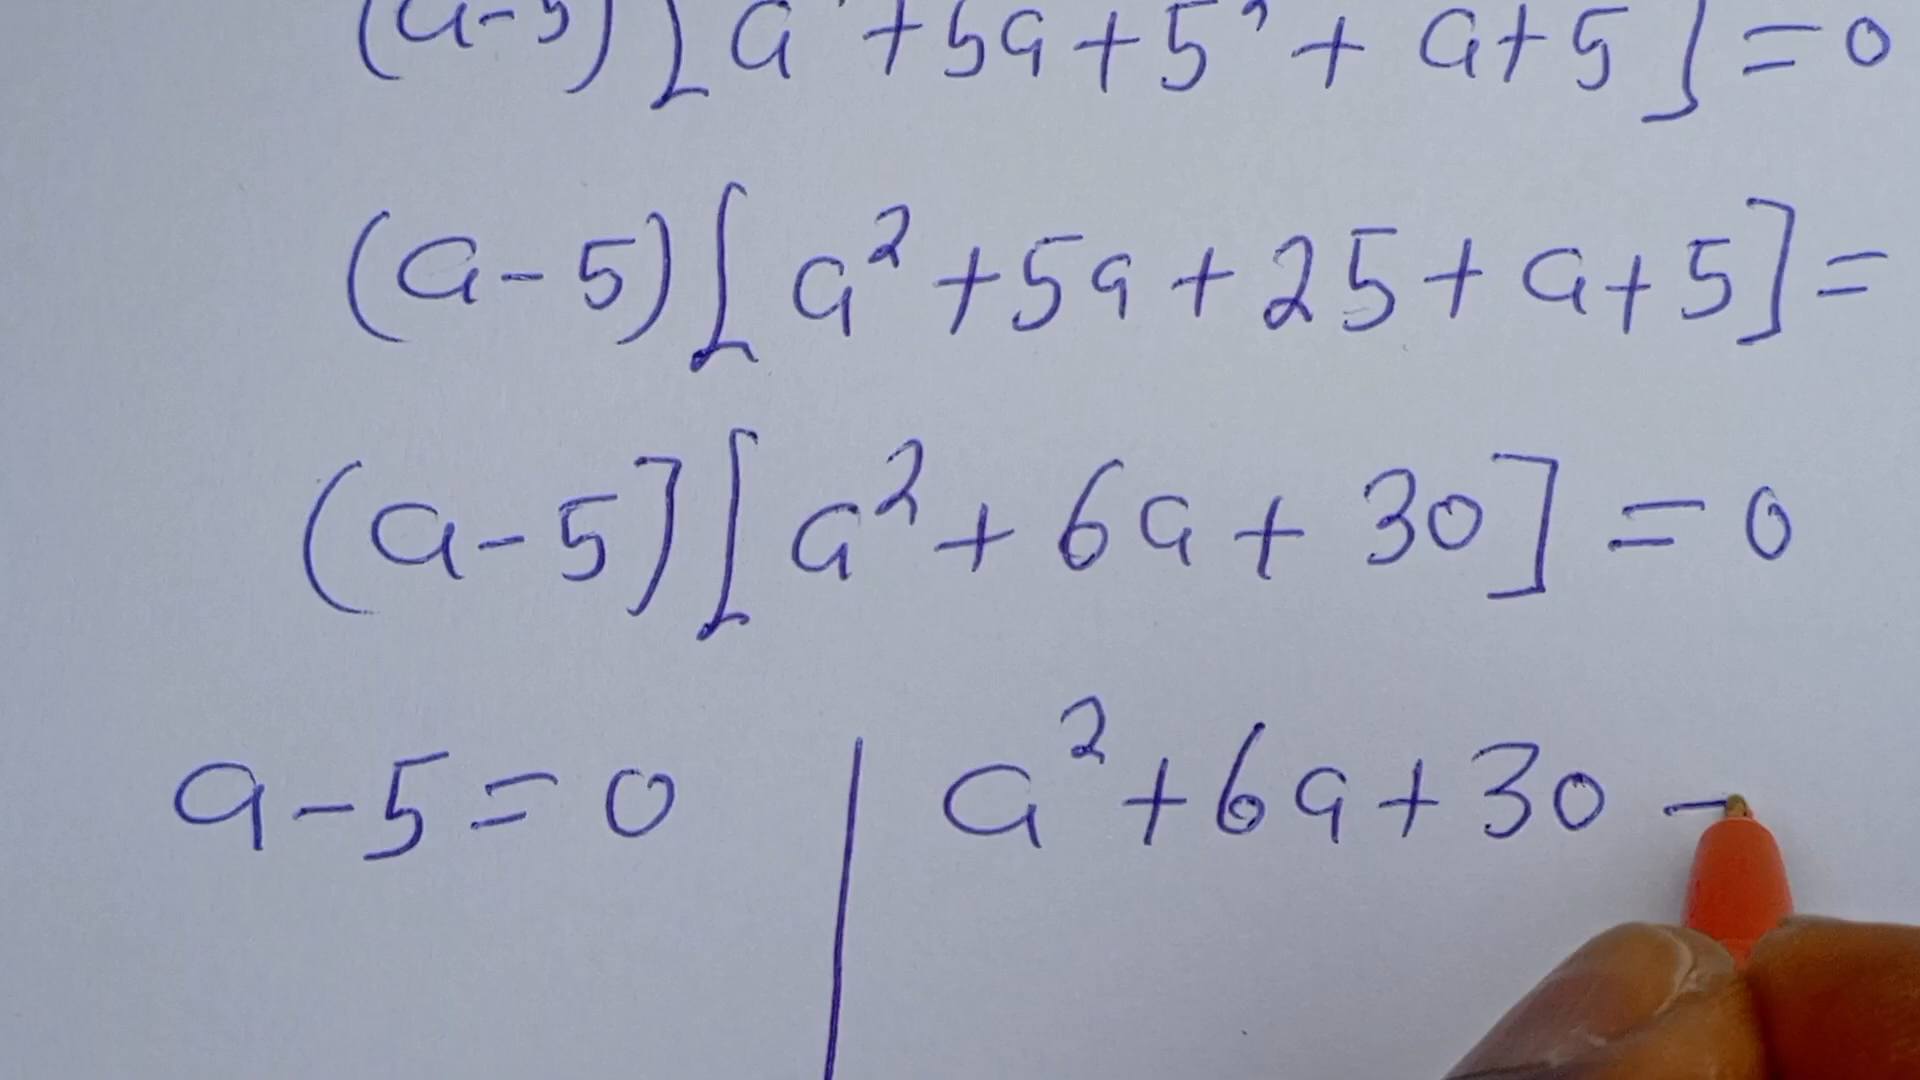 (a-5)[a²+5a+5²+a+5]=0
(a-5)[a²+5a+25+a+5]=
(a-5][a²+6a+30]=0
a-5=0 | a²+6a+30 -